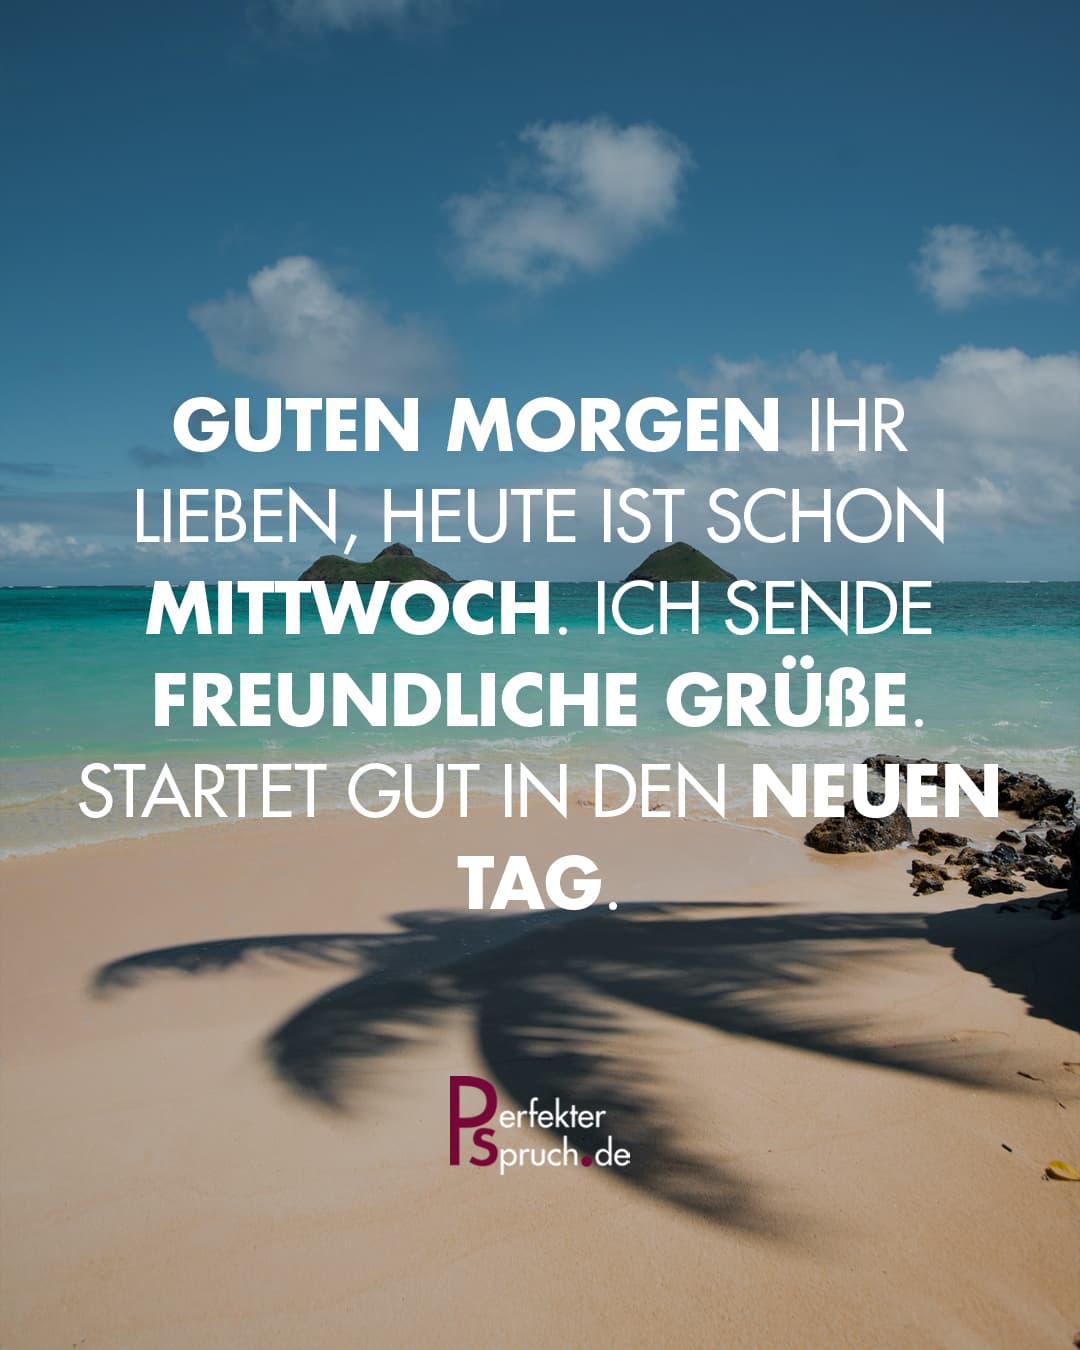 GUTEN MORGEN IHR
LIEBEN, HEUTE IST SCHON
MITTWOCH. ICH SENDE
FREUNDLICHE GRÜßE.
STARTET GUT IN DEN NEUEN
TAG.
Perfekter
Spruch.de